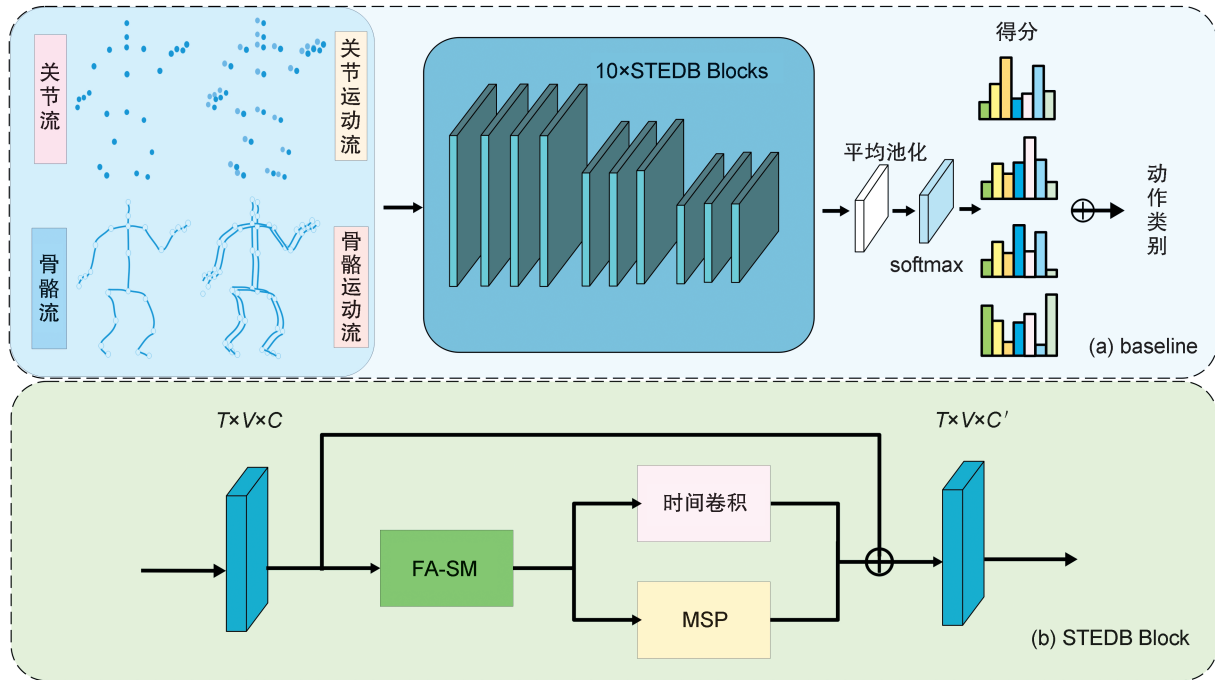 关节流
关节运动流
骨骼流
骨骼运动流
10×STEDB Blocks
平均池化
softmax
得分
动作类别
(a) baseline
T×V×C
T×V×C′
FA-SM
时间卷积
MSP
(b) STEDB Block